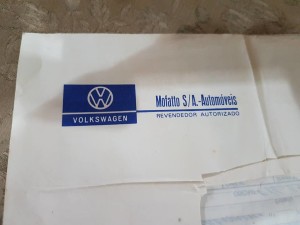 VOLKSWAGEN
Mofatto S/A.-Automóveis
REVENDEDOR AUTORIZADO